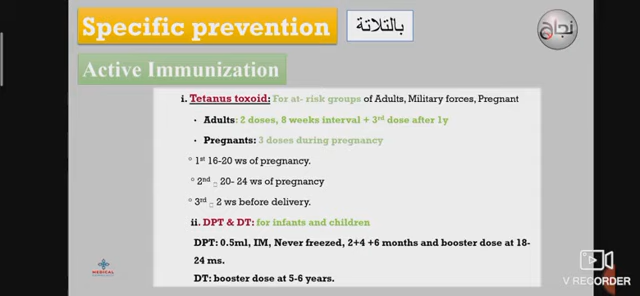 Specific prevention
بالتلاتة
نجاح
Active Immunization
i. Tetanus toxoid: For at- risk groups of Adults, Military forces, Pregnant
• Adults: 2 doses, 8 weeks interval + 3rd dose after 1y
• Pregnants: 3 doses during pregnancy
° 1st 16-20 ws of pregnancy.
° 2nd 20- 24 ws of pregnancy
° 3rd 2 ws before delivery.
ii. DPT & DT: for infants and children
DPT: 0.5ml, IM, Never freezed, 2+4 +6 months and booster dose at 18-
24 ms.
DT: booster dose at 5-6 years.
MEDICAL
V RECORDER